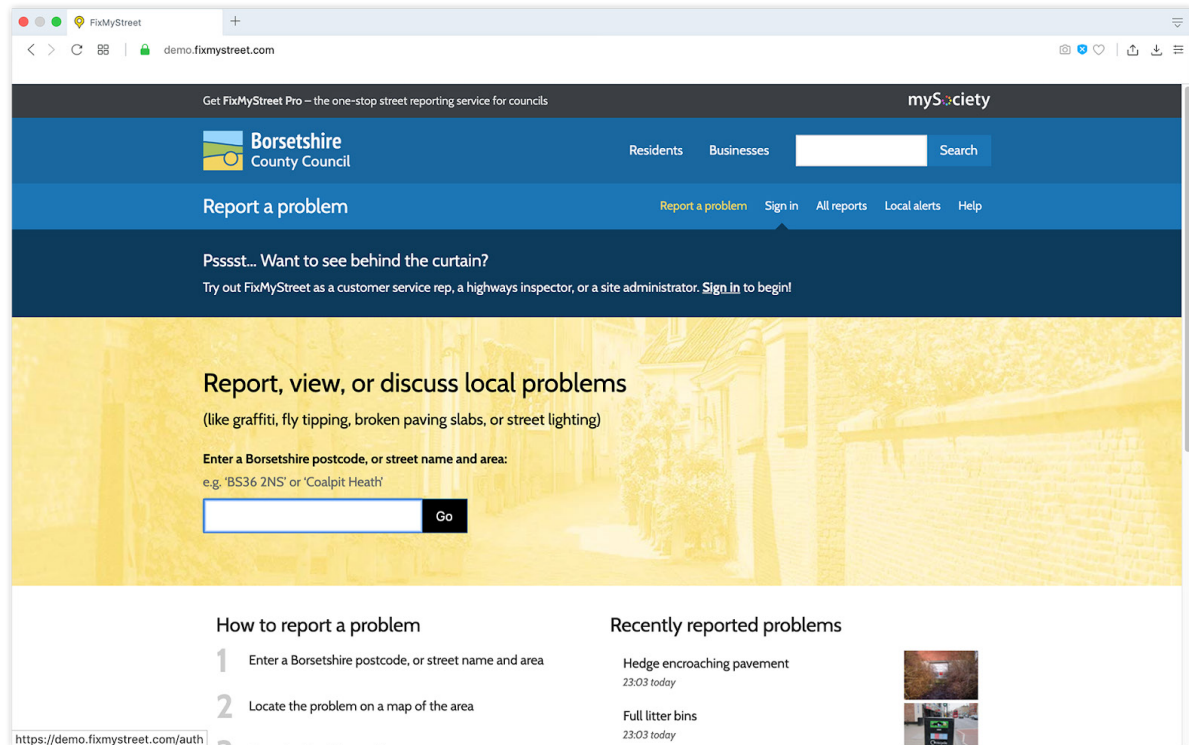 FixMyStreet
demo.fixmystreet.com
Get FixMyStreet Pro – the one-stop street reporting service for councils
mySociety
Borsetshire
County Council
Residents Businesses Search
Report a problem
Report a problem Sign in All reports Local alerts Help
Psssst... Want to see behind the curtain?
Try out FixMyStreet as a customer service rep, a highways inspector, or a site administrator. Sign in to begin!
Report, view, or discuss local problems
(like graffiti, fly tipping, broken paving slabs, or street lighting)
Enter a Borsetshire postcode, or street name and area:
e.g. ‘BS36 2NS’ or ‘Coalpit Heath’
Go
How to report a problem
1 Enter a Borsetshire postcode, or street name and area
2 Locate the problem on a map of the area
Recently reported problems
Hedge encroaching pavement
23:03 today
Full litter bins
23:03 today
https://demo.fixmystreet.com/auth